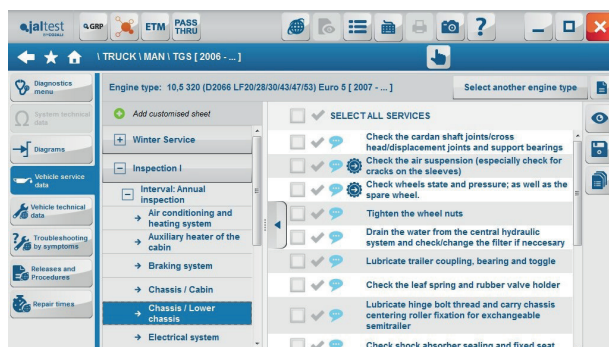 jaltest
GRP
ETM
PASS
THRU
?
\ TRUCK \ MAN \ TGS [ 2006 - ... ]
Diagnostics
menu
System technical
data
Diagrams
Vehicle service
data
Vehicle technical
data
Troubleshooting
by symptoms
Releases and
Procedures
Repair times
Engine type: 10,5 320 (D2066 LF20/28/30/43/47/53) Euro 5 [ 2007 - ... ]
Select another engine type
Add customised sheet
Winter Service
Inspection I
Interval: Annual
inspection
Air conditioning and
heating system
Auxiliary heater of the
cabin
Braking system
Chassis / Cabin
Chassis / Lower
chassis
Electrical system
SELECT ALL SERVICES
Check the cardan shaft joints/cross
head/displacement joints and support bearings
Check the air suspension (especially check for
cracks on the sleeves)
Check wheels state and pressure; as well as the
spare wheel.
Tighten the wheel nuts
Drain the water from the central hydraulic
system and check/change the filter if neccesary
Lubricate trailer coupling, bearing and toggle
Check the leaf spring and rubber valve holder
Lubricate hinge bolt thread and carry chassis
centering roller fixation for exchangeable
semitrailer
Check shock absorber sealing and fixed seat